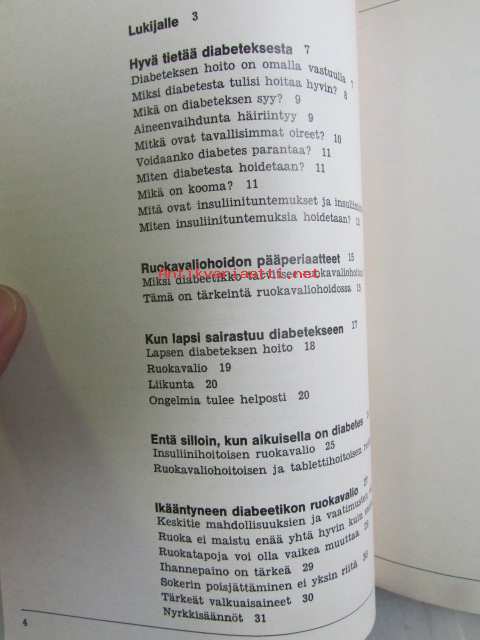 Lukijalle 3
Hyvä tietää diabeteksesta 7
Diabeteksen hoito on omalla vastuulla 7
Miksi diabetesta tulisi hoitaa hyvin? 8
Mikä on diabeteksen syy? 9
Aineenvaihdunta häiriintyy 9
Mitkä ovat tavallisimmat oireet? 10
Voidaanko diabetes parantaa? 11
Miten diabetesta hoidetaan? 11
Mikä on kooma? 11
Mitä ovat insuliinituntemukset ja
Miten insuliinituntemuksia hoidetaan?
Ruokavaliohoidon pääperiaatteet 15
Antikvariaatti.net
Miksi diabeetikko tarvitsee ruokavaliohoitoa
Tämä on tärkeintä ruokavaliohoidossa 15
Kun lapsi sairastuu diabetekseen 17
Lapsen diabeteksen hoito 18
Ruokavalio 19
Liikunta 20
Ongelmia tulee helposti 20
Entä silloin, kun aikuisella on diabetes
Insuliinihoitoisen ruokavalio 25
Ruokavaliohoitoisen ja tablettihoitoisen
Ikääntyneen diabeetikon ruokavalio 27
Keskitie mahdollisuuksien ja vaatimusten
Ruoka ei maistu enää yhtä hyvin kuin
Ruokatapoja voi olla vaikea muuttaa
Ihannepaino on tärkeä 29
Sokerin poisjättäminen ei yksin riitä 30
Tärkeät valkuaisaineet 30
Nyrkkisäännöt 31
4